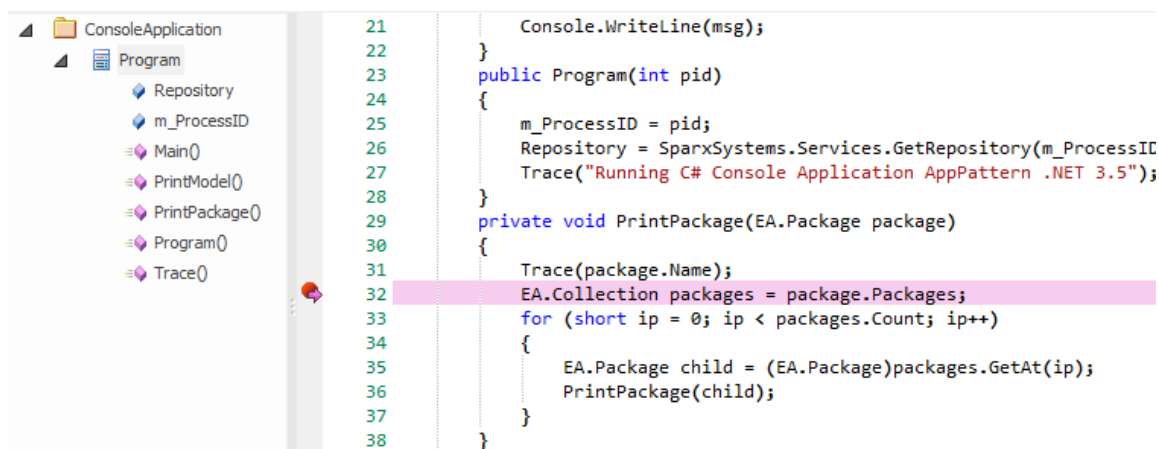 ConsoleApplication
Program
Repository
m_ProcessID
Main()
PrintModel()
PrintPackage()
Program()
Trace()
21 Console.WriteLine(msg);
22 }
23 public Program(int pid)
24 {
25 m_ProcessID = pid;
26 Repository = SparxSystems.Services.GetRepository(m_ProcessID
27 Trace("Running C# Console Application AppPattern .NET 3.5");
28 }
29 private void PrintPackage(EA.Package package)
30 {
31 Trace(package.Name);
32 EA.Collection packages = package.Packages;
33 for (short ip = 0; ip < packages.Count; ip++)
34 {
35 EA.Package child = (EA.Package)packages.GetAt(ip);
36 PrintPackage(child);
37 }
38 }